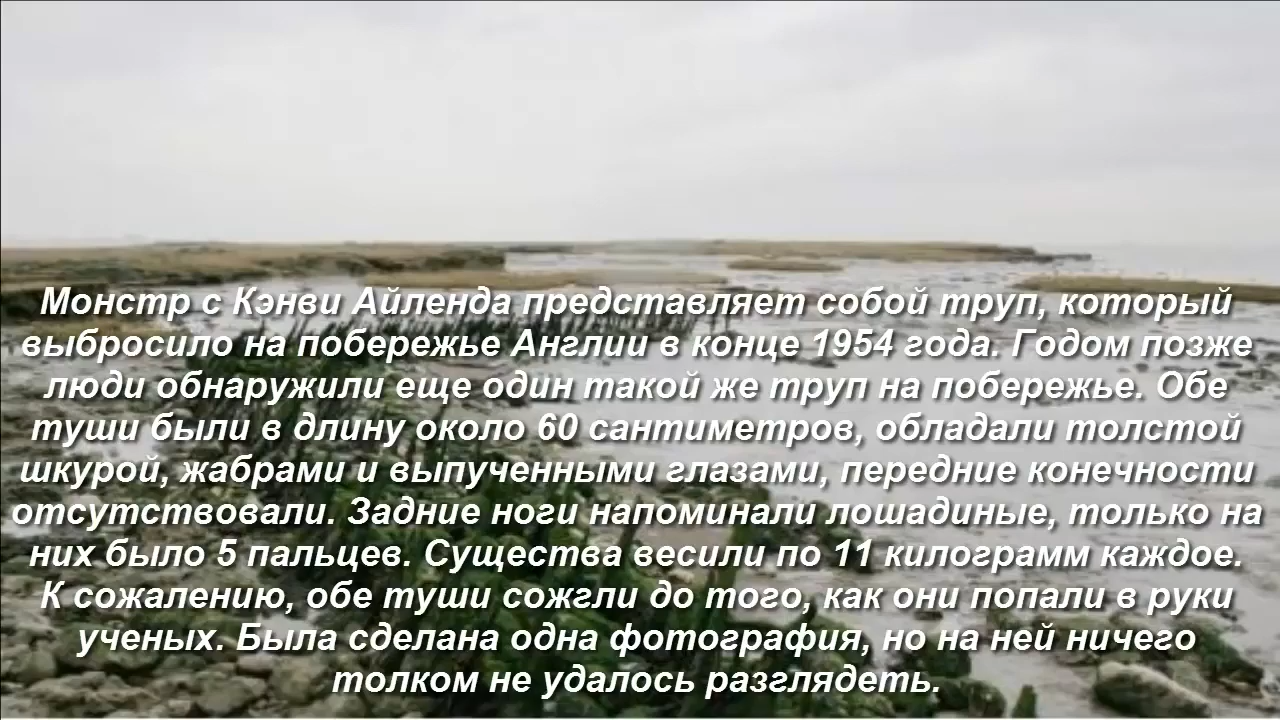 Монстр с Кэнви Айленда представляет собой труп, который
выбросило на побережье Англии в конце 1954 года. Годом позже
люди обнаружили еще один такой же труп на побережье. Обе
туши были в длину около 60 сантиметров, обладали толстой
шкурой, жабрами и выпученными глазами, передние конечности
отсутствовали. Задние ноги напоминали лошадиные, только на
них было 5 пальцев. Существа весили по 11 килограмм каждое.
К сожалению, обе туши сожгли до того, как они попали в руки
ученых. Была сделана одна фотография, но на ней ничего
толком не удалось разглядеть.